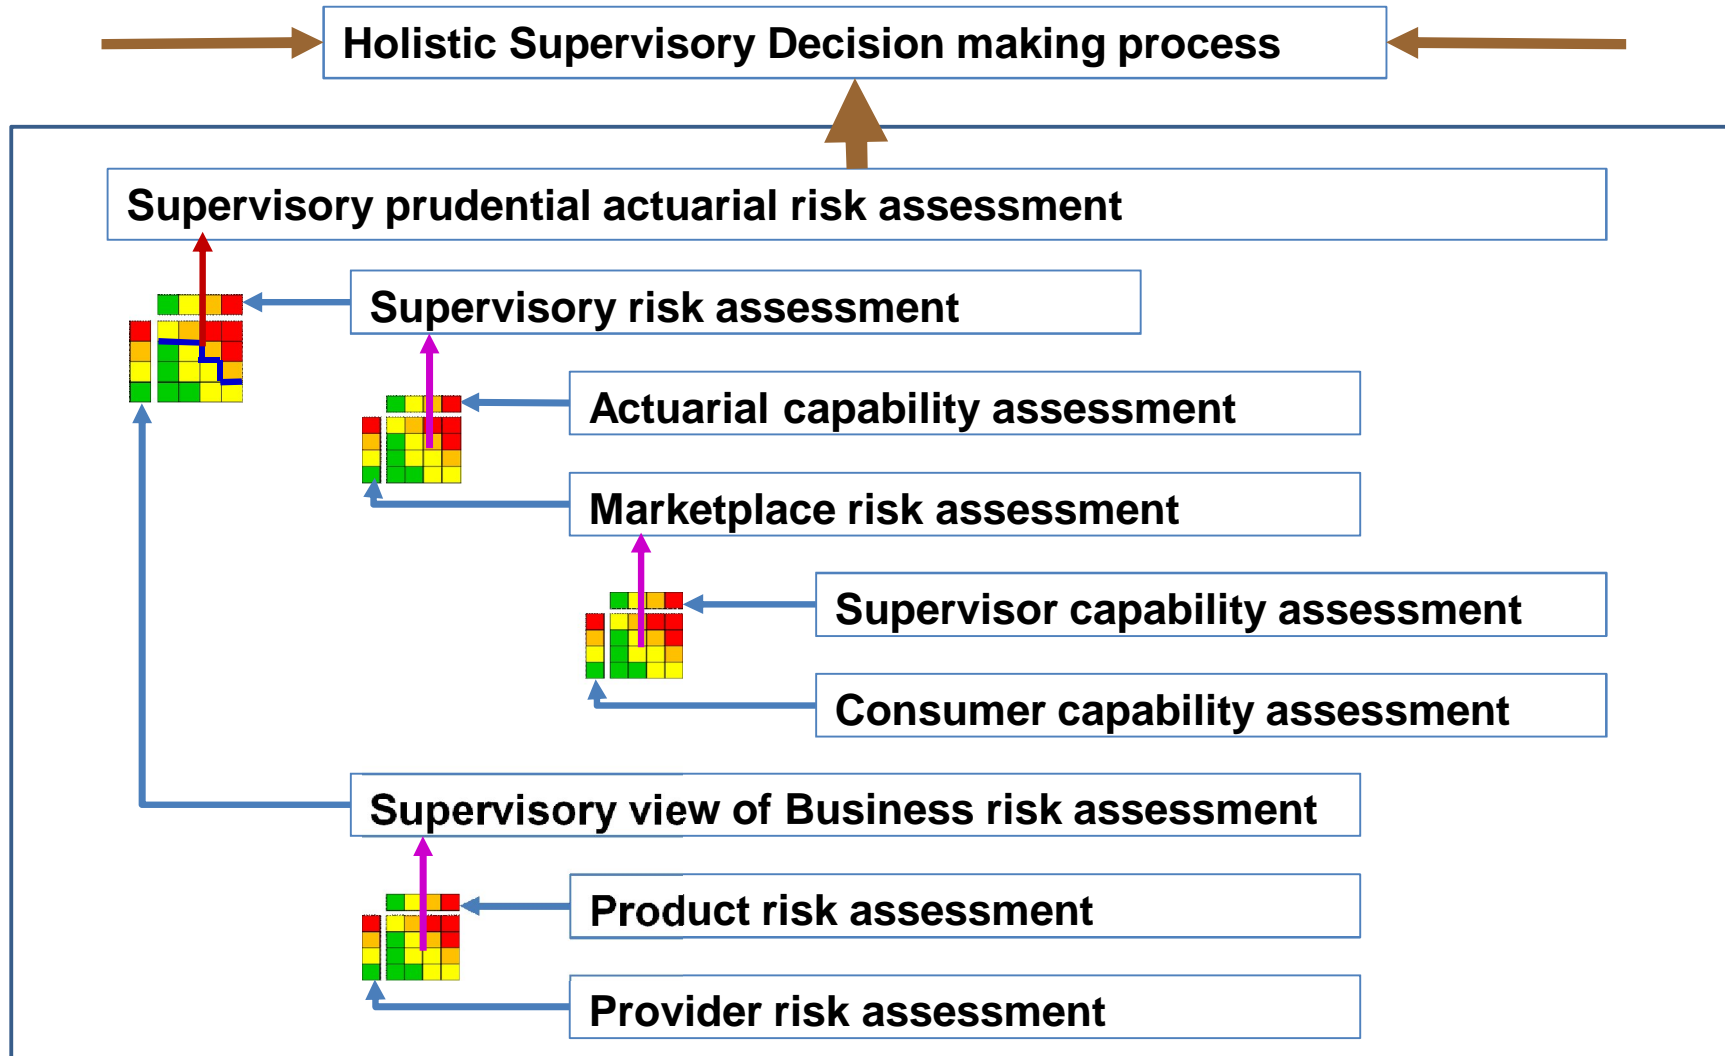 Holistic Supervisory Decision making process
Supervisory prudential actuarial risk assessment
Supervisory risk assessment
Actuarial capability assessment
Marketplace risk assessment
Supervisor capability assessment
Consumer capability assessment
Supervisory view of Business risk assessment
Product risk assessment
Provider risk assessment